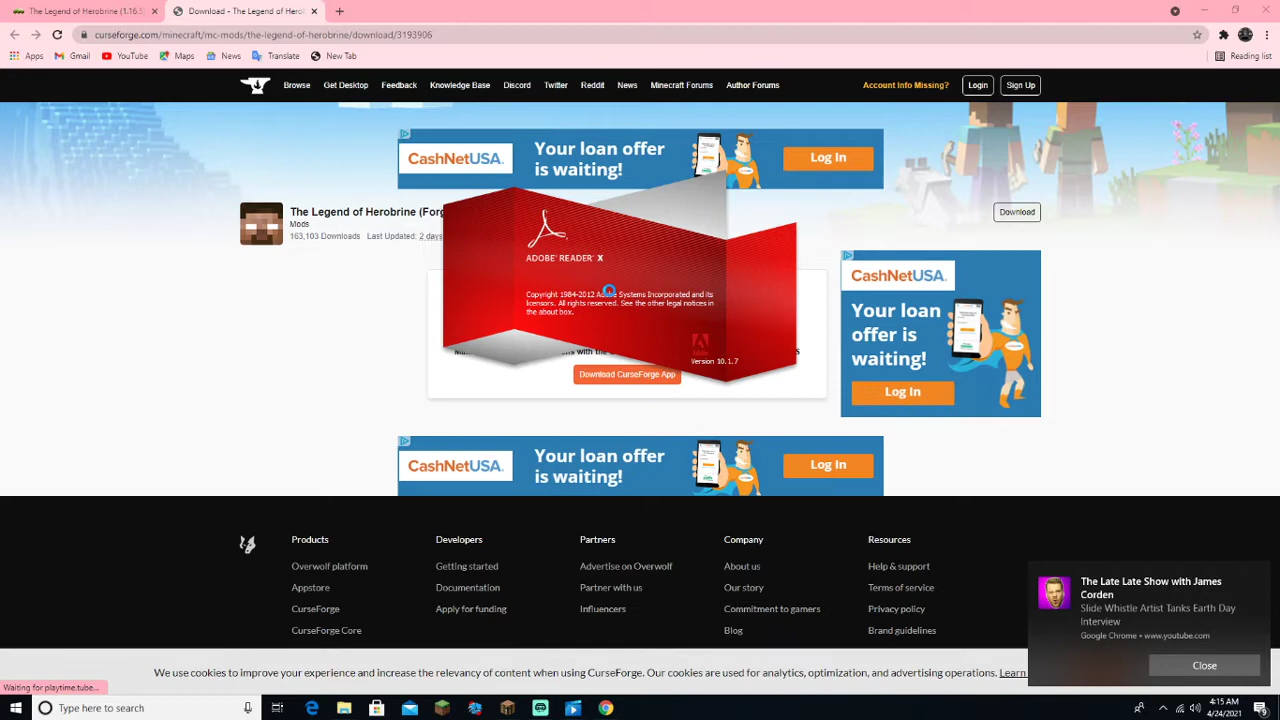 The Legend of Herobrine (1.16.5
Download - The Legend of Hero
curseforge.com/minecraft/mc-mods/the-legend-of-herobrine/download/3193906
Apps
Gmail
YouTube
Maps
News
Translate
New Tab
Reading list
Browse
Get Desktop
Feedback
Knowledge Base
Discord
Twitter
Reddit
News
Minecraft Forums
Author Forums
Account Info Missing?
Login
Sign Up
CashNetUSA.
Your loan offer
is waiting!
Log In
The Legend of Herobrine (Forg
Mods
163,103 Downloads
Last Updated: 2 days
Download
ADOBE® READER® X
Copyright 1984-2012 Adobe Systems Incorporated and its
licensors. All rights reserved. See the other legal notices in
the about box.
Adobe
Version 10.1.7
ns with the
Download CurseForge App
CashNetUSA.
Your loan
offer is
waiting!
Log In
CashNetUSA.
Your loan offer
is waiting!
Log In
Products
Overwolf platform
Appstore
CurseForge
CurseForge Core
Developers
Getting started
Documentation
Apply for funding
Partners
Advertise on Overwolf
Partner with us
Influencers
Company
About us
Our story
Commitment to gamers
Blog
Resources
Help & support
Terms of service
Privacy policy
Brand guidelines
The Late Late Show with James
Corden
Slide Whistle Artist Tanks Earth Day
Interview
Google Chrome • www.youtube.com
Close
We use cookies to improve your experience and increase the relevancy of content when using CurseForge. Our cookies are used for analytics, optimization, and advertising operations. Learn
Waiting for playtime.tube...
Type here to search
4:15 AM
4/24/2021
9